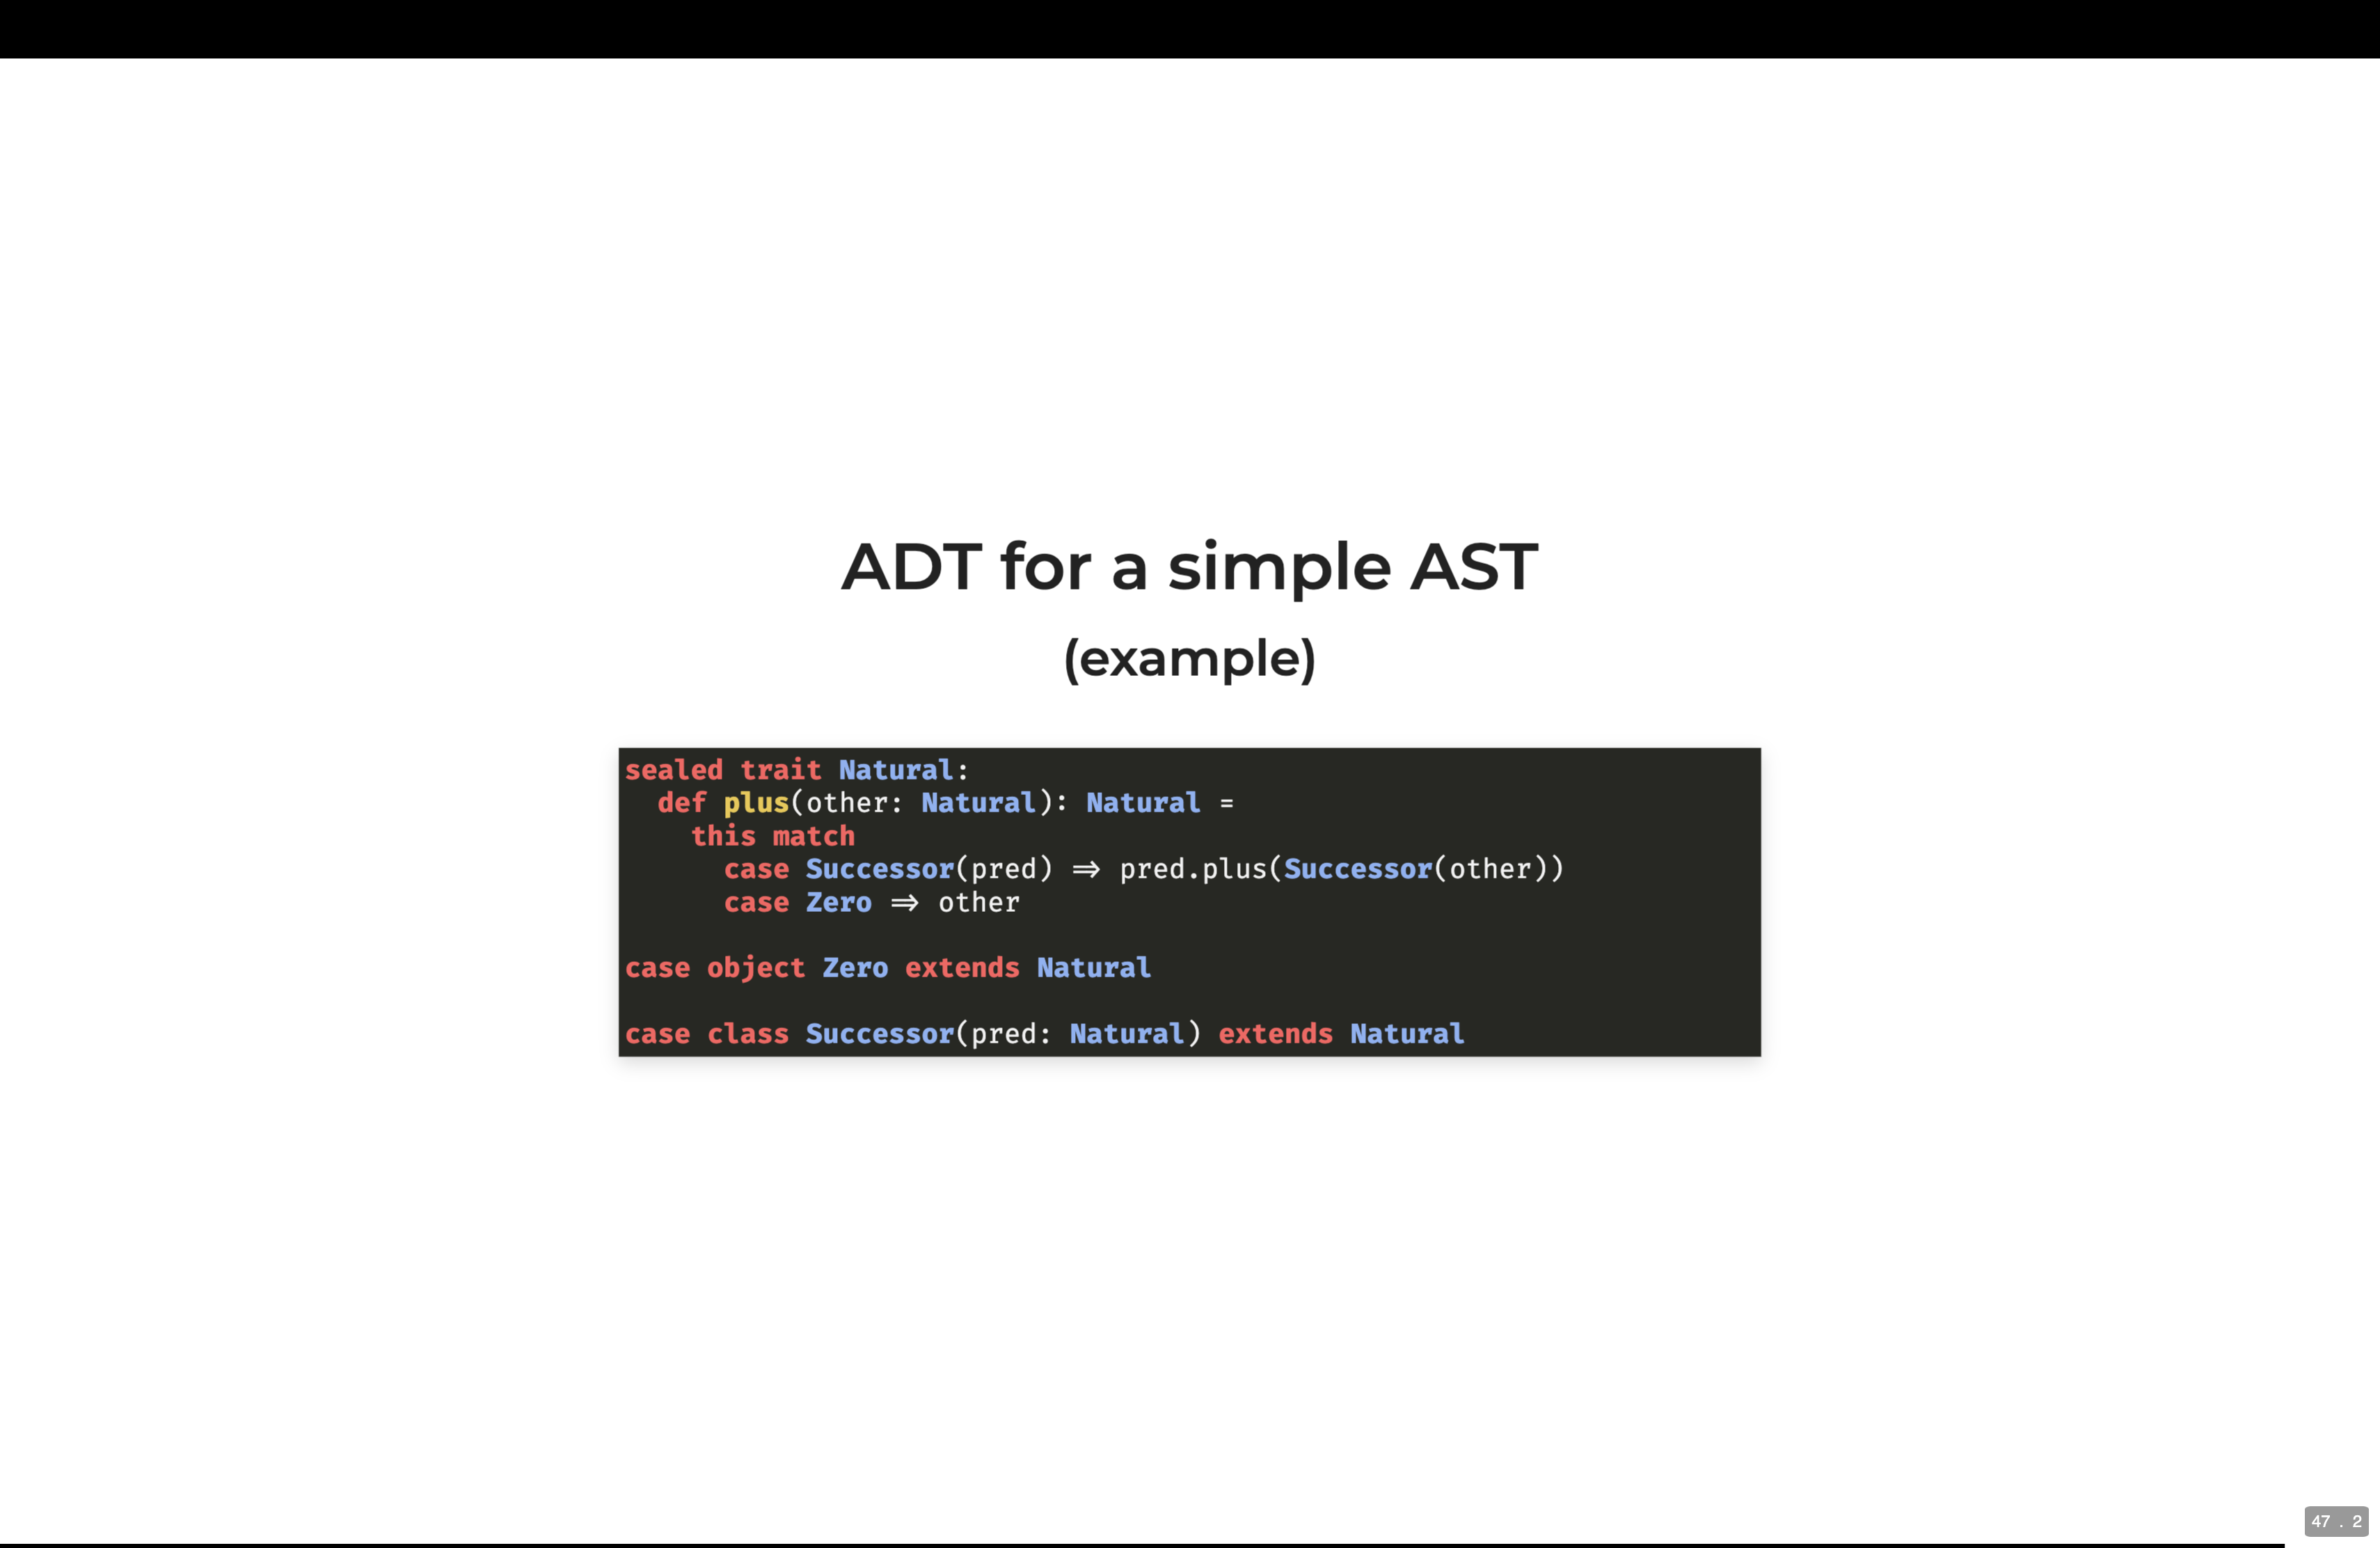 ADT for a simple AST
(example)
sealed trait Natural:
  def plus(other: Natural): Natural =
    this match
      case Successor(pred) => pred.plus(Successor(other))
      case Zero => other
case object Zero extends Natural
case class Successor(pred: Natural) extends Natural
47 . 2